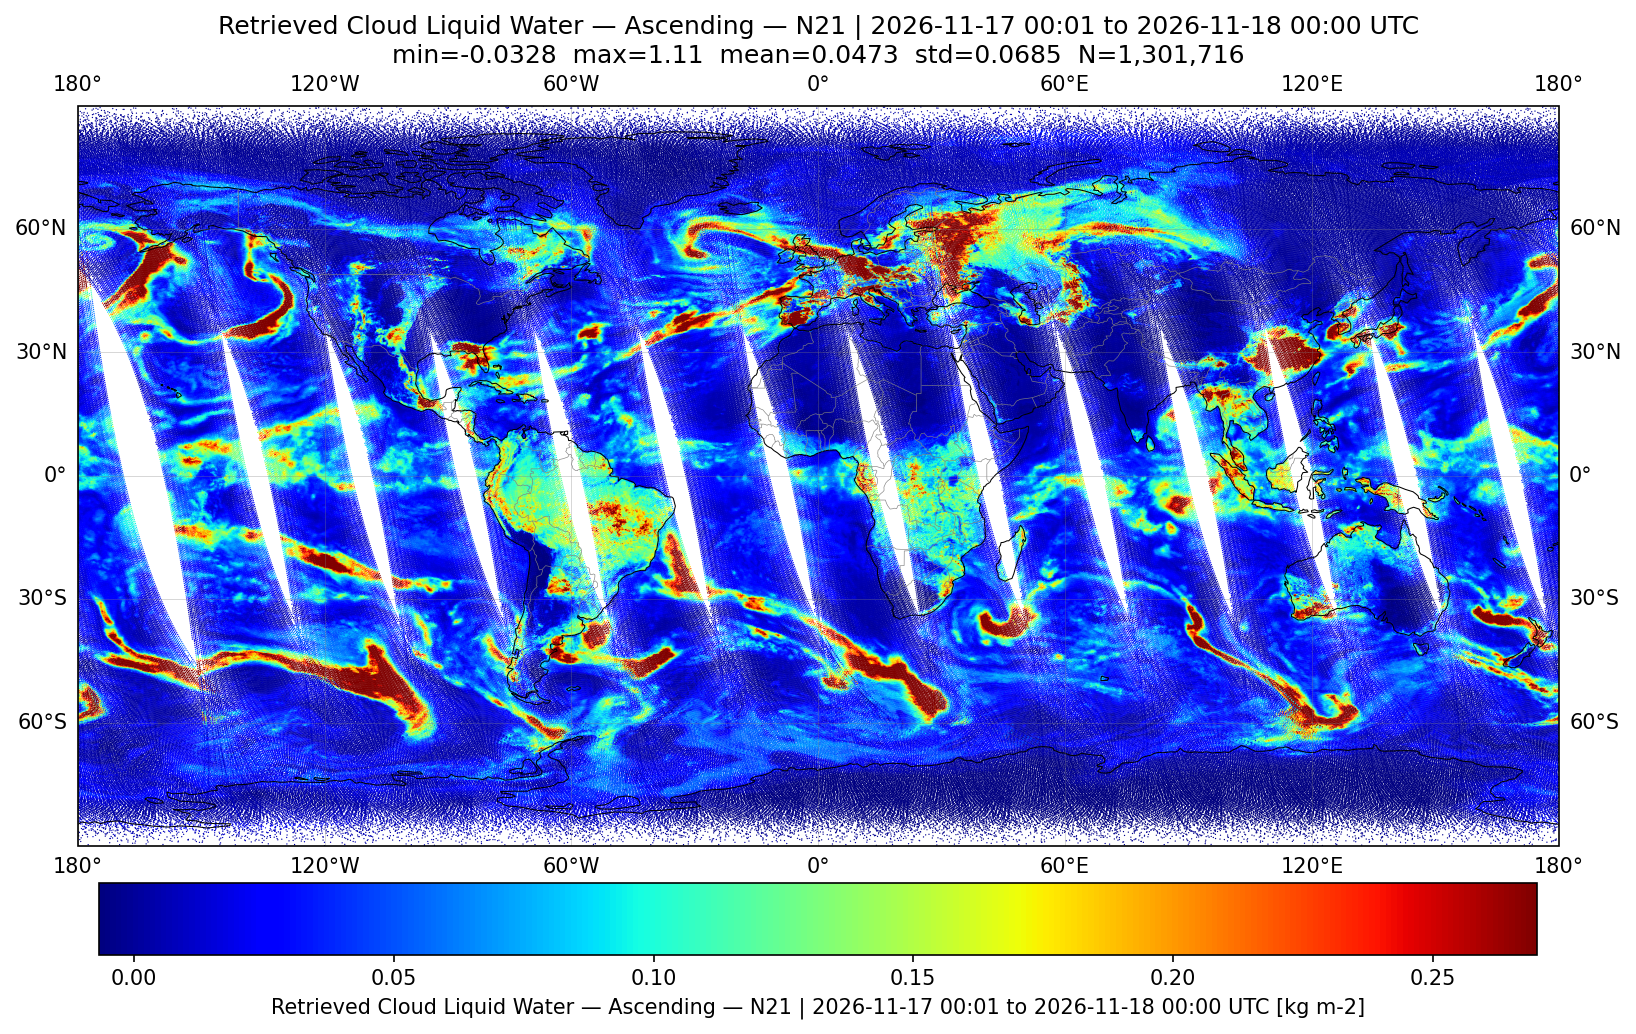 Retrieved Cloud Liquid Water — Ascending — N21 | 2026-11-17 00:01 to 2026-11-18 00:00 UTC
min=-0.0328  max=1.11  mean=0.0473  std=0.0685  N=1,301,716
180° 120°W 60°W 0° 60°E 120°E 180°
60°N 60°N
30°N 30°N
0° 0°
30°S 30°S
60°S 60°S
180° 120°W 60°W 0° 60°E 120°E 180°
0.00 0.05 0.10 0.15 0.20 0.25
Retrieved Cloud Liquid Water — Ascending — N21 | 2026-11-17 00:01 to 2026-11-18 00:00 UTC [kg m-2]